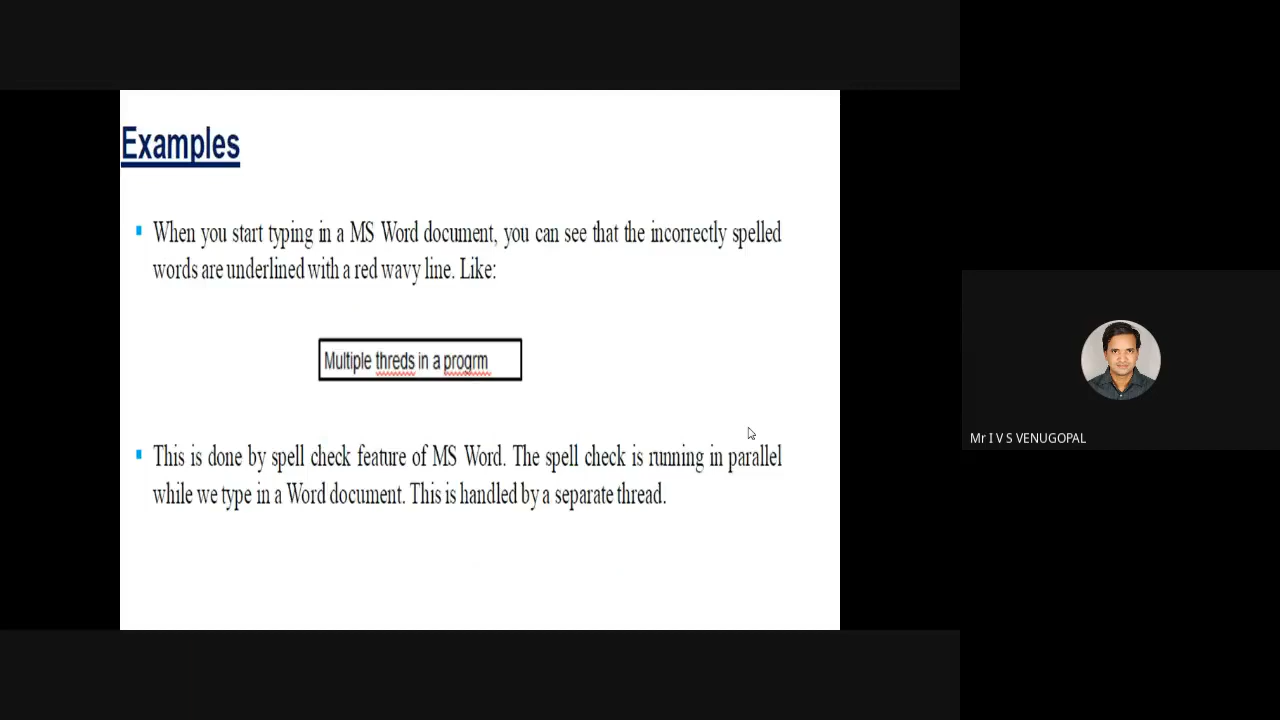 Examples
When you start typing in a MS Word document, you can see that the incorrectly spelled
words are underlined with a red wavy line. Like:
Multiple threds in a progrm
This is done by spell check feature of MS Word. The spell check is running in parallel
while we type in a Word document. This is handled by a separate thread.
Mr I V S VENUGOPAL